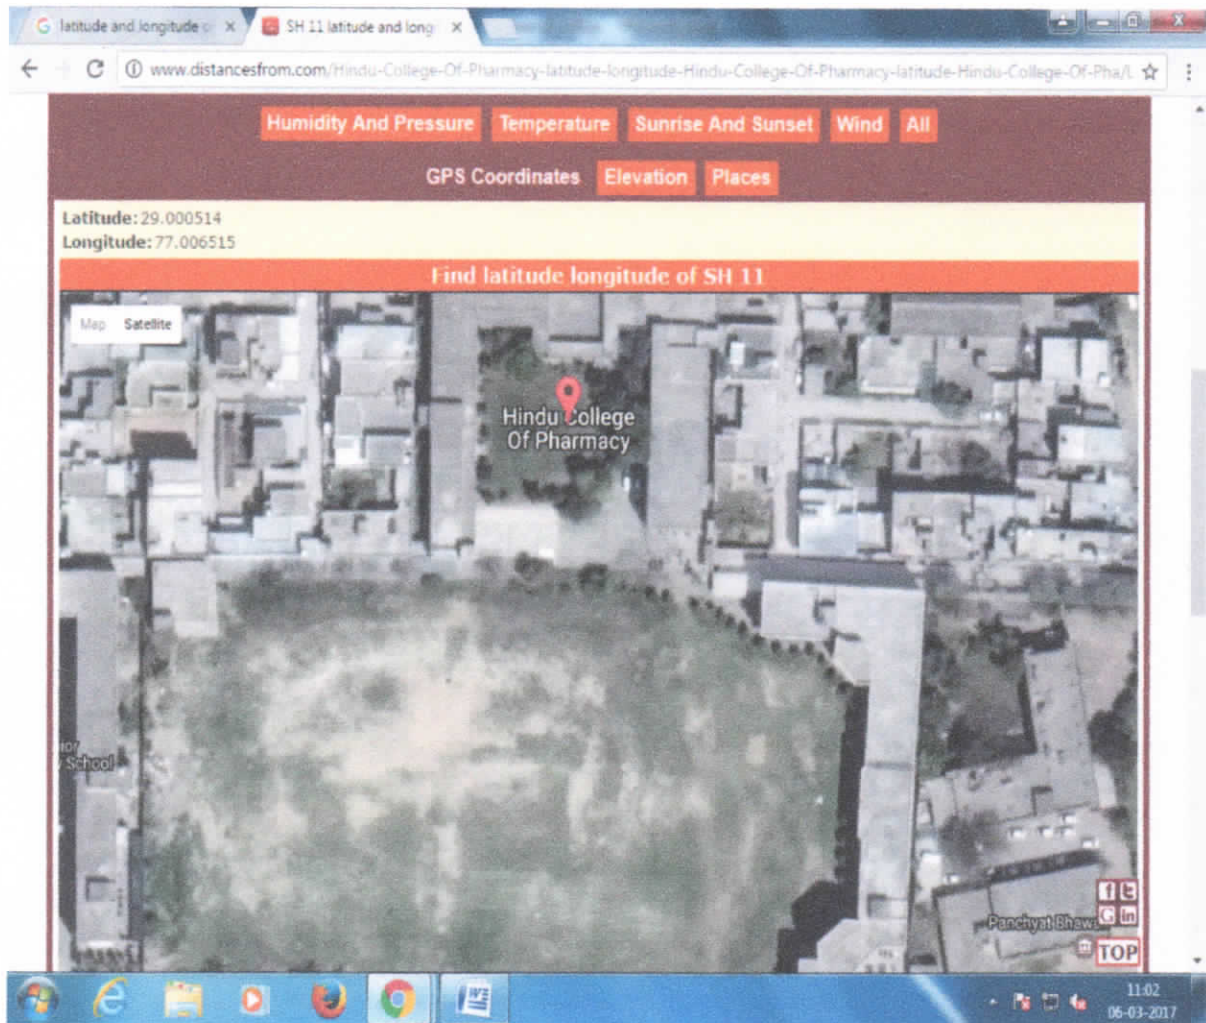 latitude and longitude o
SH 11 latitude and long
www.distancesfrom.com/Hindu-College-Of-Pharmacy-latitude-longitude-Hindu-College-Of-Pharmacy-latitude-Hindu-College-Of-Pha/L
Humidity And Pressure Temperature Sunrise And Sunset Wind All
GPS Coordinates Elevation Places
Latitude: 29.000514
Longitude: 77.006515
Find latitude longitude of SH 11
Map Satellite
Hindu College
Of Pharmacy
ior
y School
f t
G in
Panchyat Bhawa
TOP
11:02
06-03-2017